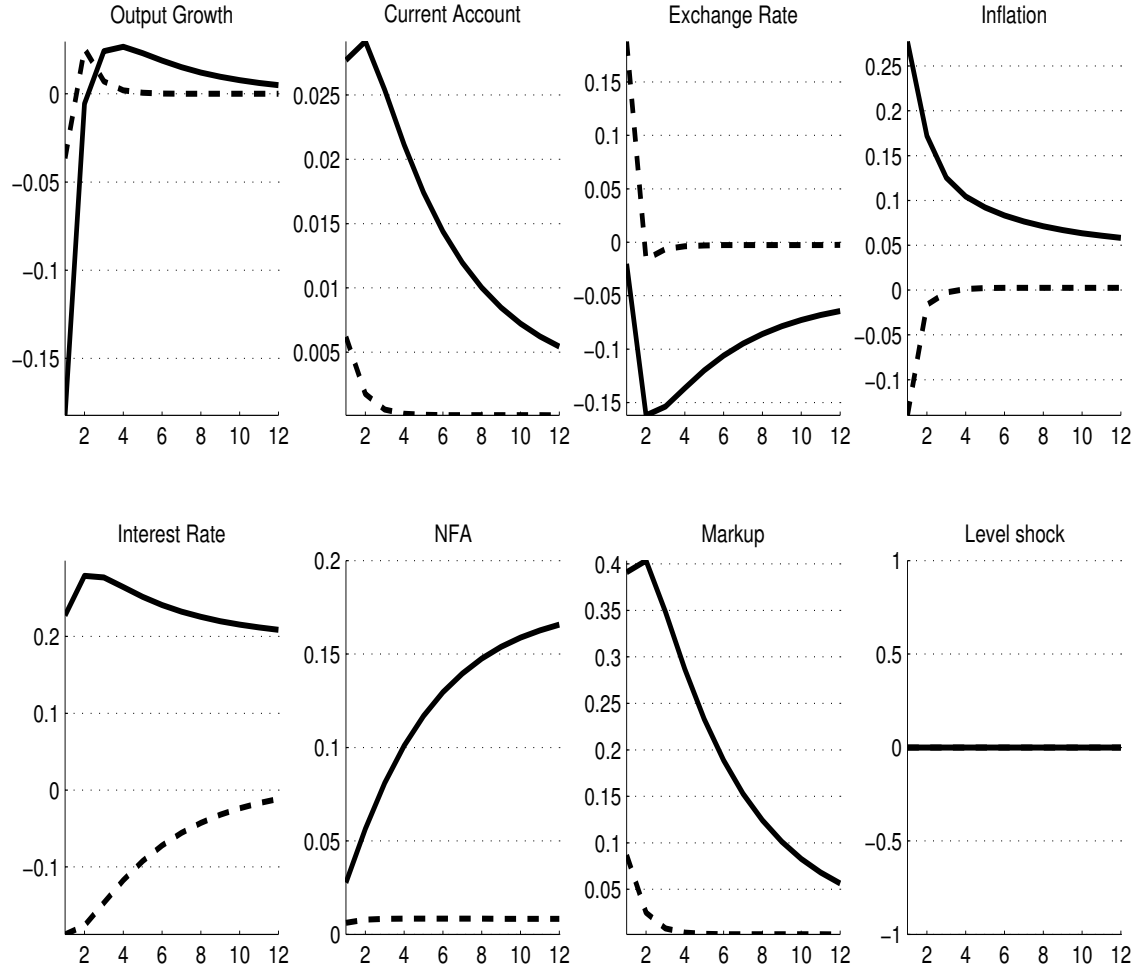 Output Growth
0
−0.05
−0.1
−0.15
2 4 6 8 10 12
Current Account
0.025
0.02
0.015
0.01
0.005
2 4 6 8 10 12
Exchange Rate
0.15
0.1
0.05
0
−0.05
−0.1
−0.15
2 4 6 8 10 12
Inflation
0.25
0.2
0.15
0.1
0.05
0
−0.05
−0.1
2 4 6 8 10 12
Interest Rate
0.2
0.1
0
−0.1
2 4 6 8 10 12
NFA
0.2
0.15
0.1
0.05
0
2 4 6 8 10 12
Markup
0.4
0.35
0.3
0.25
0.2
0.15
0.1
0.05
2 4 6 8 10 12
Level shock
1
0.5
0
−0.5
−1
2 4 6 8 10 12